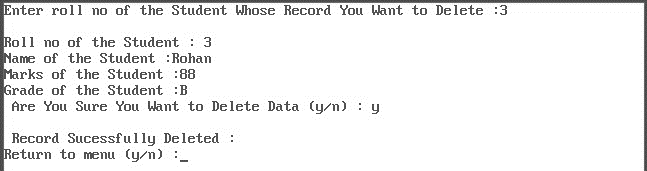 Enter roll no of the Student Whose Record You Want to Delete :3
Roll no of the Student : 3
Name of the Student :Rohan
Marks of the Student :88
Grade of the Student :B
Are You Sure You Want to Delete Data (y/n) : y
Record Sucessfully Deleted :
Return to menu (y/n) :_